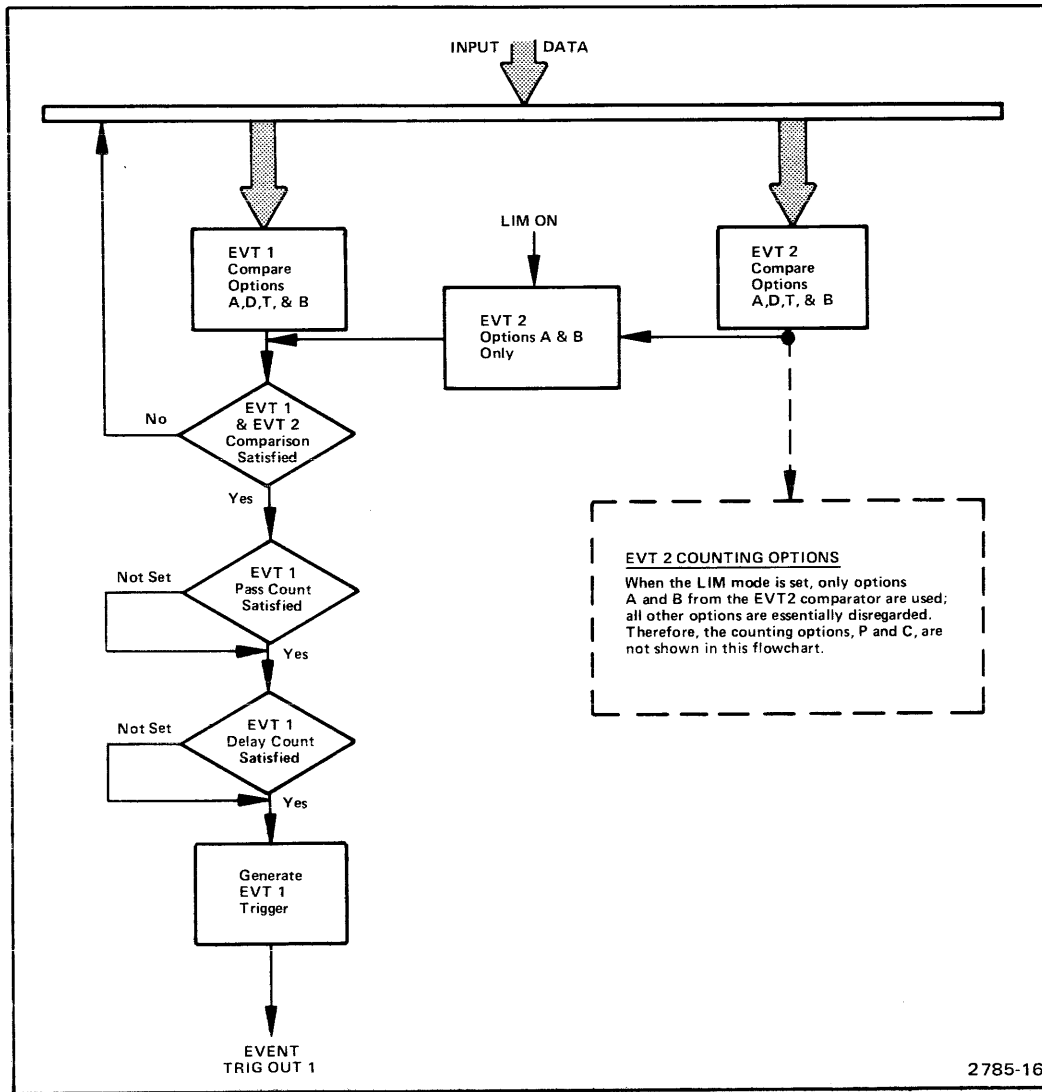 INPUT DATA
EVT 1
Compare
Options
A,D,T, & B
LIM ON
EVT 2
Options A & B
Only
EVT 2
Compare
Options
A,D,T, & B
No
EVT 1
& EVT 2
Comparison
Satisfied
Yes
Not Set
EVT 1
Pass Count
Satisfied
Yes
Not Set
EVT 1
Delay Count
Satisfied
Yes
Generate
EVT 1
Trigger
EVENT
TRIG OUT 1
EVT 2 COUNTING OPTIONS
When the LIM mode is set, only options
A and B from the EVT2 comparator are used;
all other options are essentially disregarded.
Therefore, the counting options, P and C, are
not shown in this flowchart.
2785-16